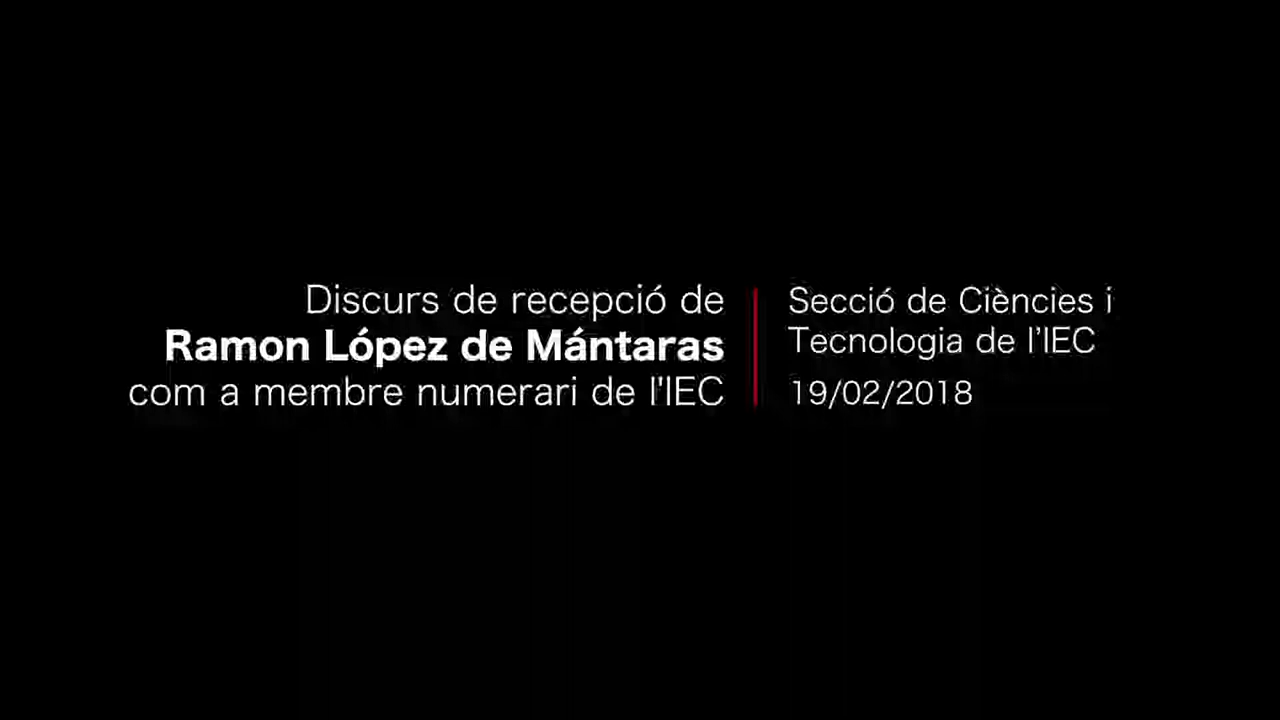 Discurs de recepció de
Ramon López de Mántaras
com a membre numerari de l'IEC
Secció de Ciències i
Tecnologia de l'IEC
19/02/2018